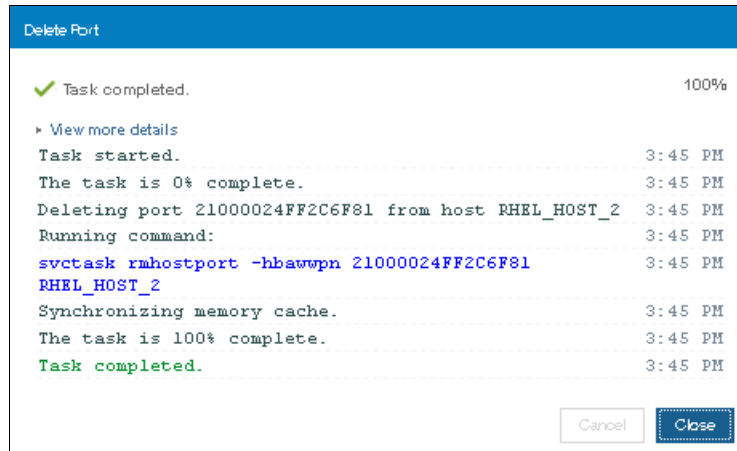 Delete Port
Task completed. 100%
View more details
Task started. 3:45 PM
The task is 0% complete. 3:45 PM
Deleting port 21000024FF2C6F81 from host RHEL_HOST_2 3:45 PM
Running command: 3:45 PM
svctask rmhostport -hbawwpn 21000024FF2C6F81 3:45 PM
RHEL_HOST_2
Synchronizing memory cache. 3:45 PM
The task is 100% complete. 3:45 PM
Task completed. 3:45 PM
Cancel Close